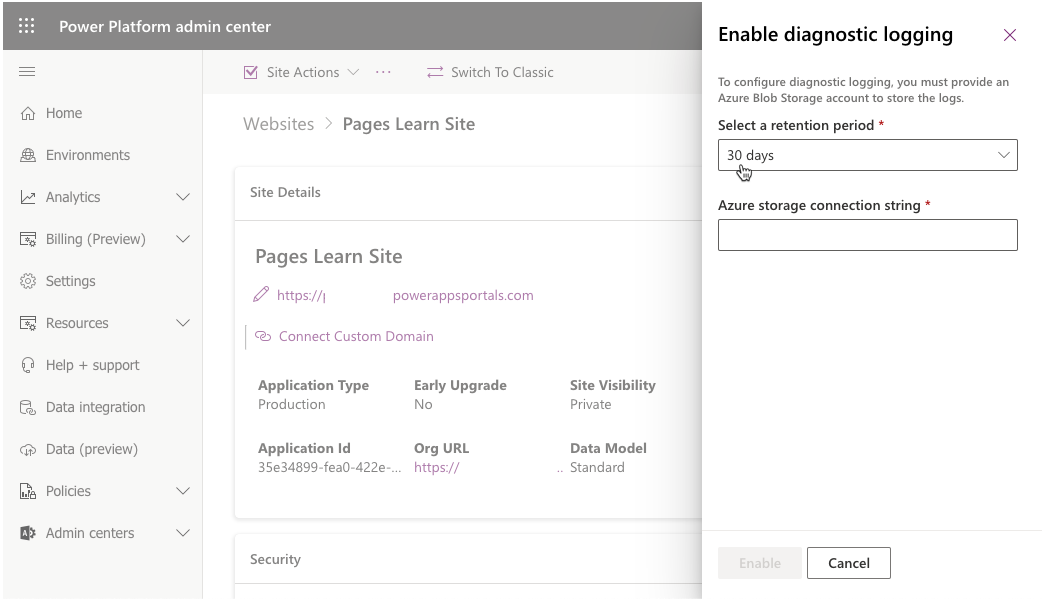 Power Platform admin center
Home
Environments
Analytics
Billing (Preview)
Settings
Resources
Help + support
Data integration
Data (preview)
Policies
Admin centers
Site Actions
···
Switch To Classic
Websites > Pages Learn Site
Site Details
Pages Learn Site
https://p powerappsportals.com
Connect Custom Domain
Application Type Early Upgrade Site Visibility
Production No Private
Application Id Org URL Data Model
35e34899-fea0-422e-... https:// .. Standard
Security
Enable diagnostic logging
To configure diagnostic logging, you must provide an
Azure Blob Storage account to store the logs.
Select a retention period *
30 days
Azure storage connection string *
Enable Cancel